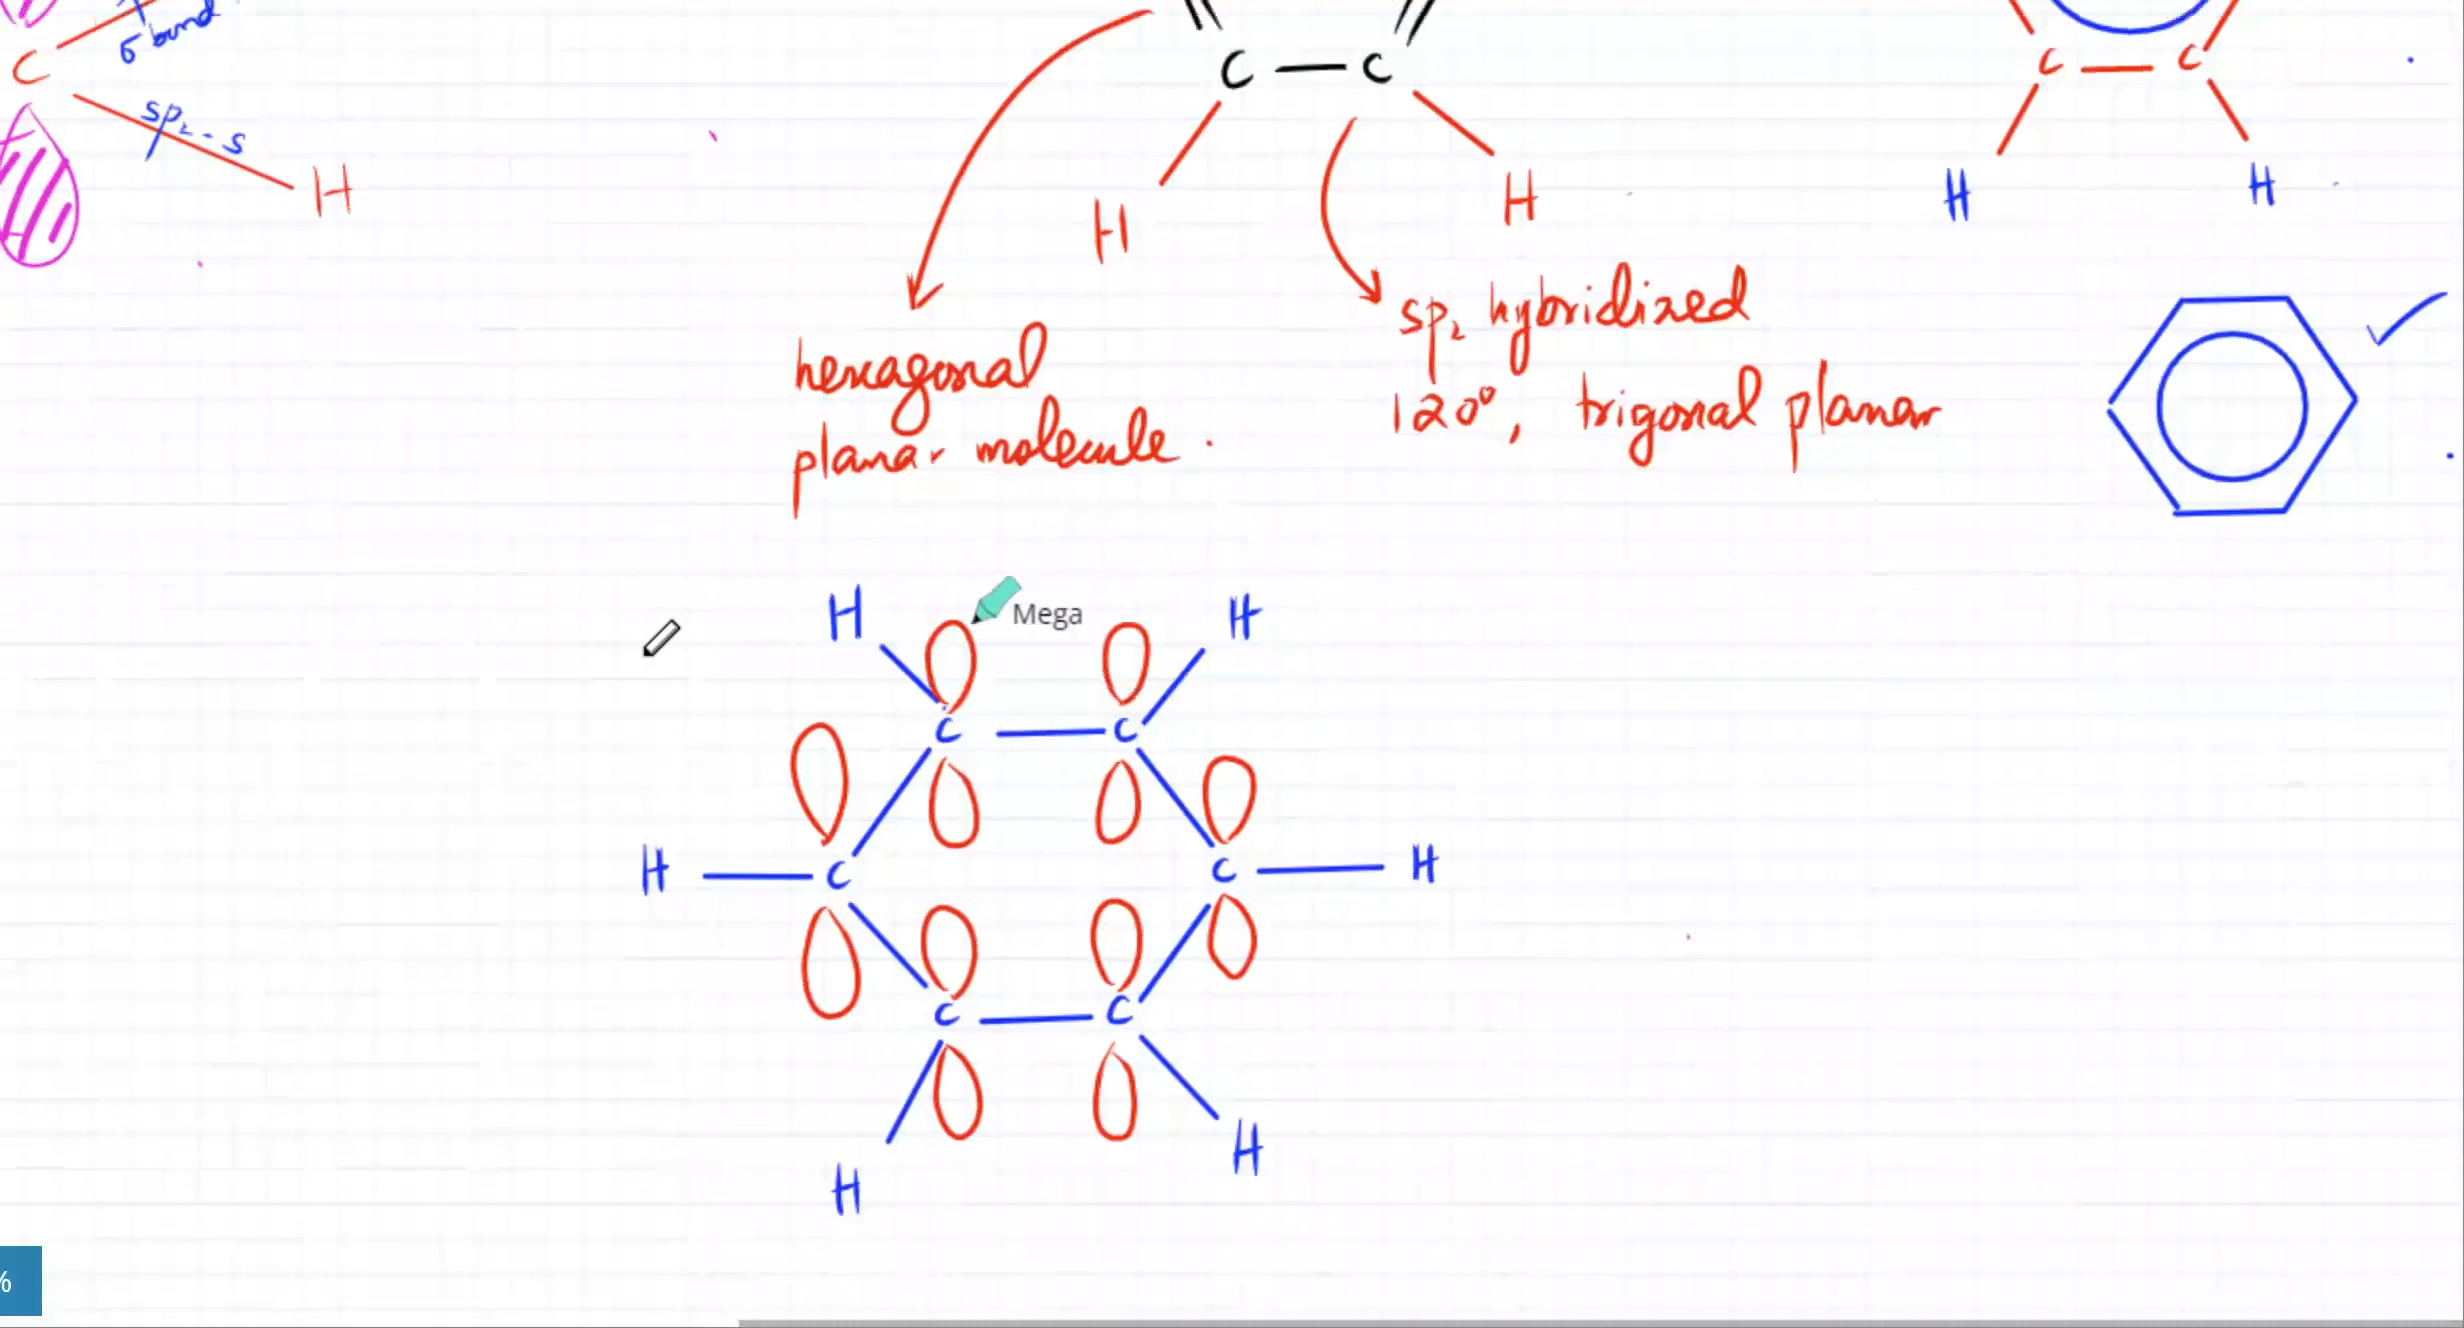 σ bond
C
sp₂ - s
H
C — C
H
H
C — C
H
H
hexagonal
planar molecule .
sp₂ hybridized
120°, trigonal planar
H
Mega
H
C — C
H — C
C — H
C — C
H
H
%